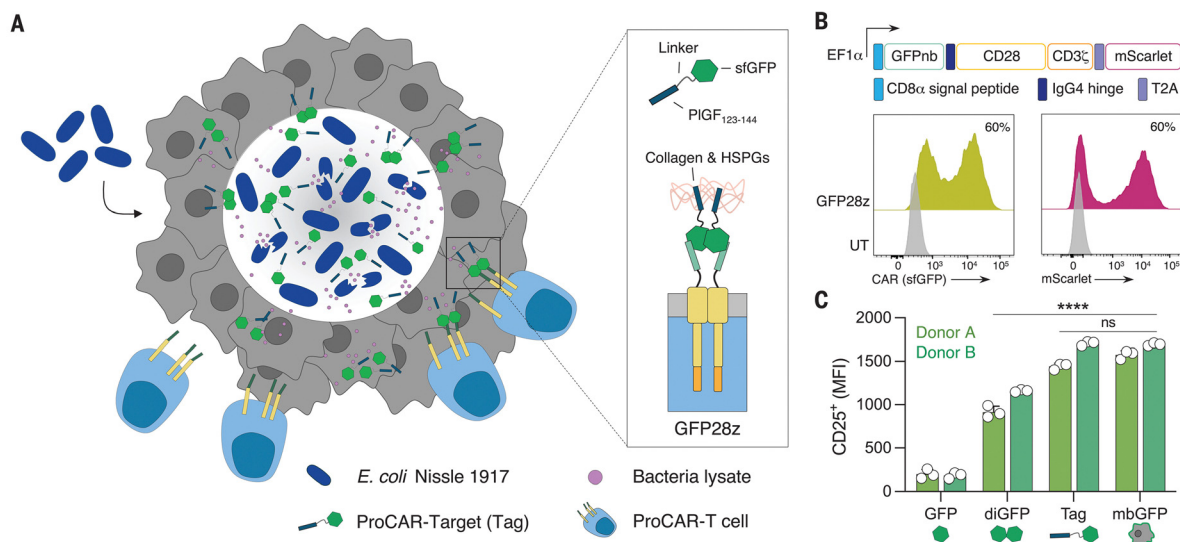 A
Linker
sfGFP
PlGF123-144
Collagen & HSPGs
GFP28z
E. coli Nissle 1917
Bacteria lysate
ProCAR-Target (Tag)
ProCAR-T cell
B
EF1α
GFPnb
CD28
CD3ζ
mScarlet
CD8α signal peptide
IgG4 hinge
T2A
60%
60%
GFP28z
UT
0 10³ 10⁴ 10⁵
0 10³ 10⁴ 10⁵
CAR (sfGFP)
mScarlet
C
****
ns
Donor A
Donor B
CD25⁺ (MFI)
2000
1500
1000
500
0
GFP
diGFP
Tag
mbGFP